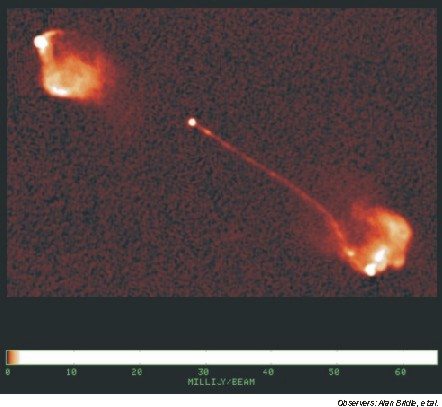 0 10 20 30 40 50 60
MILLIJY/BEAM
Observers: Alan Bridle, et al.